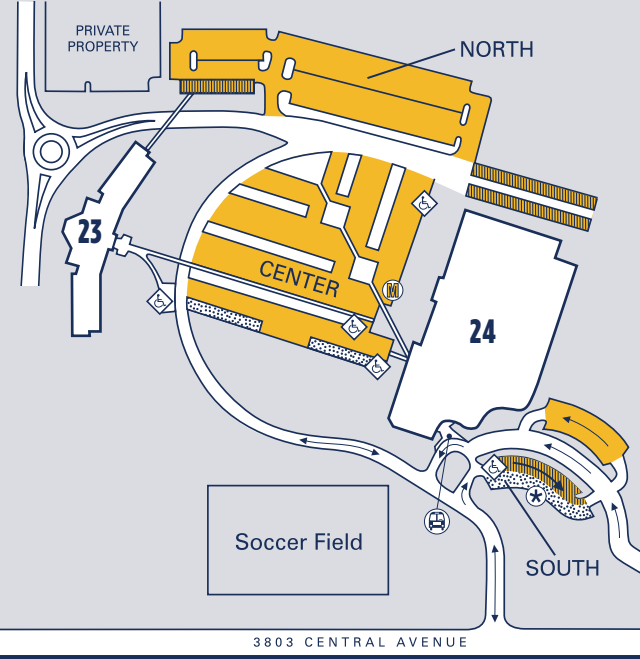 PRIVATE
PROPERTY
NORTH
23
CENTER
M
24
Soccer Field
SOUTH
3803 CENTRAL AVENUE